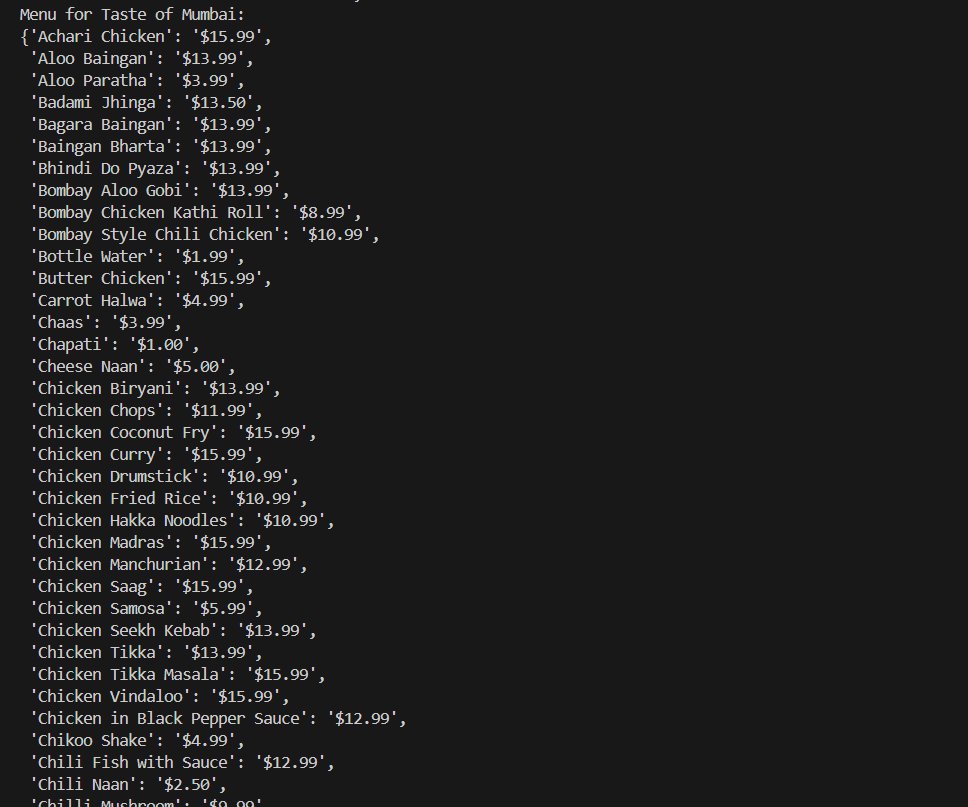 Menu for Taste of Mumbai:
{'Achari Chicken': '$15.99',
'Aloo Baingan': '$13.99',
'Aloo Paratha': '$3.99',
'Badami Jhinga': '$13.50',
'Bagara Baingan': '$13.99',
'Baingan Bharta': '$13.99',
'Bhindi Do Pyaza': '$13.99',
'Bombay Aloo Gobi': '$13.99',
'Bombay Chicken Kathi Roll': '$8.99',
'Bombay Style Chili Chicken': '$10.99',
'Bottle Water': '$1.99',
'Butter Chicken': '$15.99',
'Carrot Halwa': '$4.99',
'Chaas': '$3.99',
'Chapati': '$1.00',
'Cheese Naan': '$5.00',
'Chicken Biryani': '$13.99',
'Chicken Chops': '$11.99',
'Chicken Coconut Fry': '$15.99',
'Chicken Curry': '$15.99',
'Chicken Drumstick': '$10.99',
'Chicken Fried Rice': '$10.99',
'Chicken Hakka Noodles': '$10.99',
'Chicken Madras': '$15.99',
'Chicken Manchurian': '$12.99',
'Chicken Saag': '$15.99',
'Chicken Samosa': '$5.99',
'Chicken Seekh Kebab': '$13.99',
'Chicken Tikka': '$13.99',
'Chicken Tikka Masala': '$15.99',
'Chicken Vindaloo': '$15.99',
'Chicken in Black Pepper Sauce': '$12.99',
'Chikoo Shake': '$4.99',
'Chili Fish with Sauce': '$12.99',
'Chili Naan': '$2.50',
'Chilli Mushroom': '$9.99'